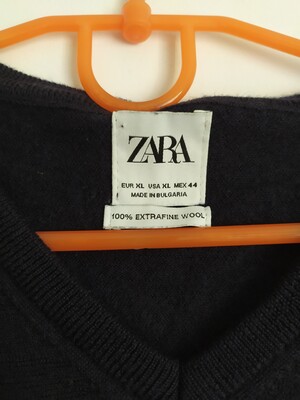 ZARA
EUR XL USA XL MEX 44
MADE IN BULGARIA
100% EXTRAFINE WOOL